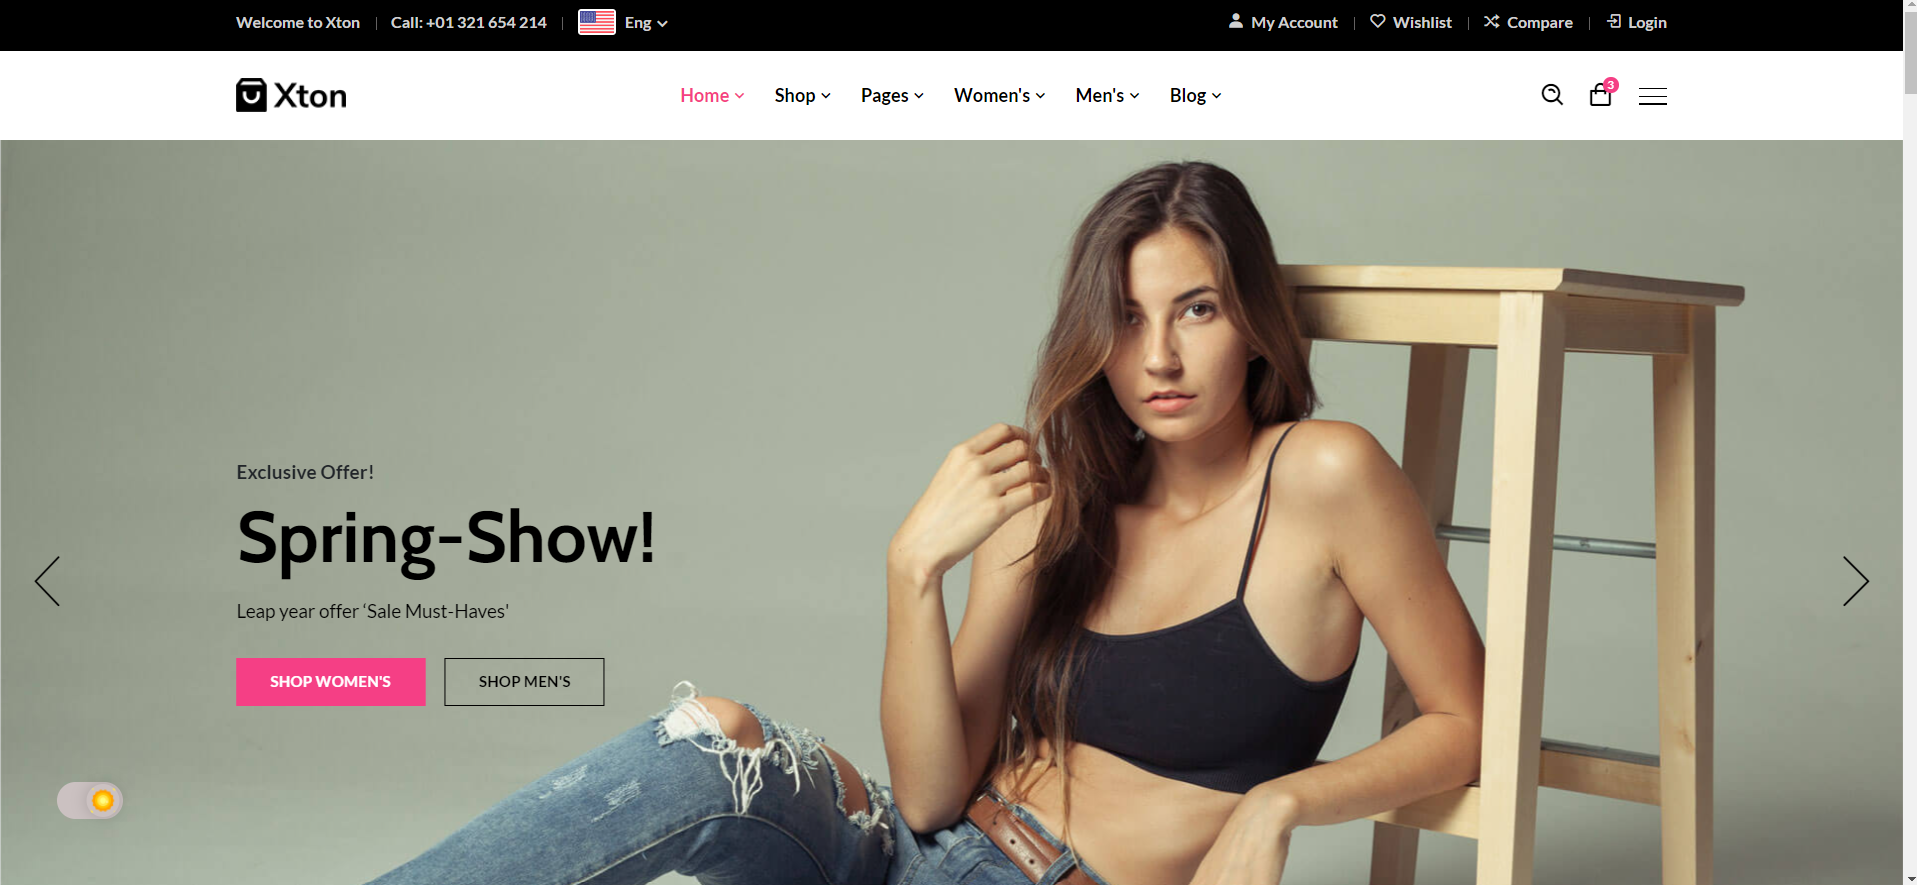 Welcome to Xton
Call: +01 321 654 214
Eng
My Account
Wishlist
Compare
Login
Xton
Home
Shop
Pages
Women's
Men's
Blog
3
Exclusive Offer!
Spring-Show!
Leap year offer ‘Sale Must-Haves'
SHOP WOMEN'S
SHOP MEN'S